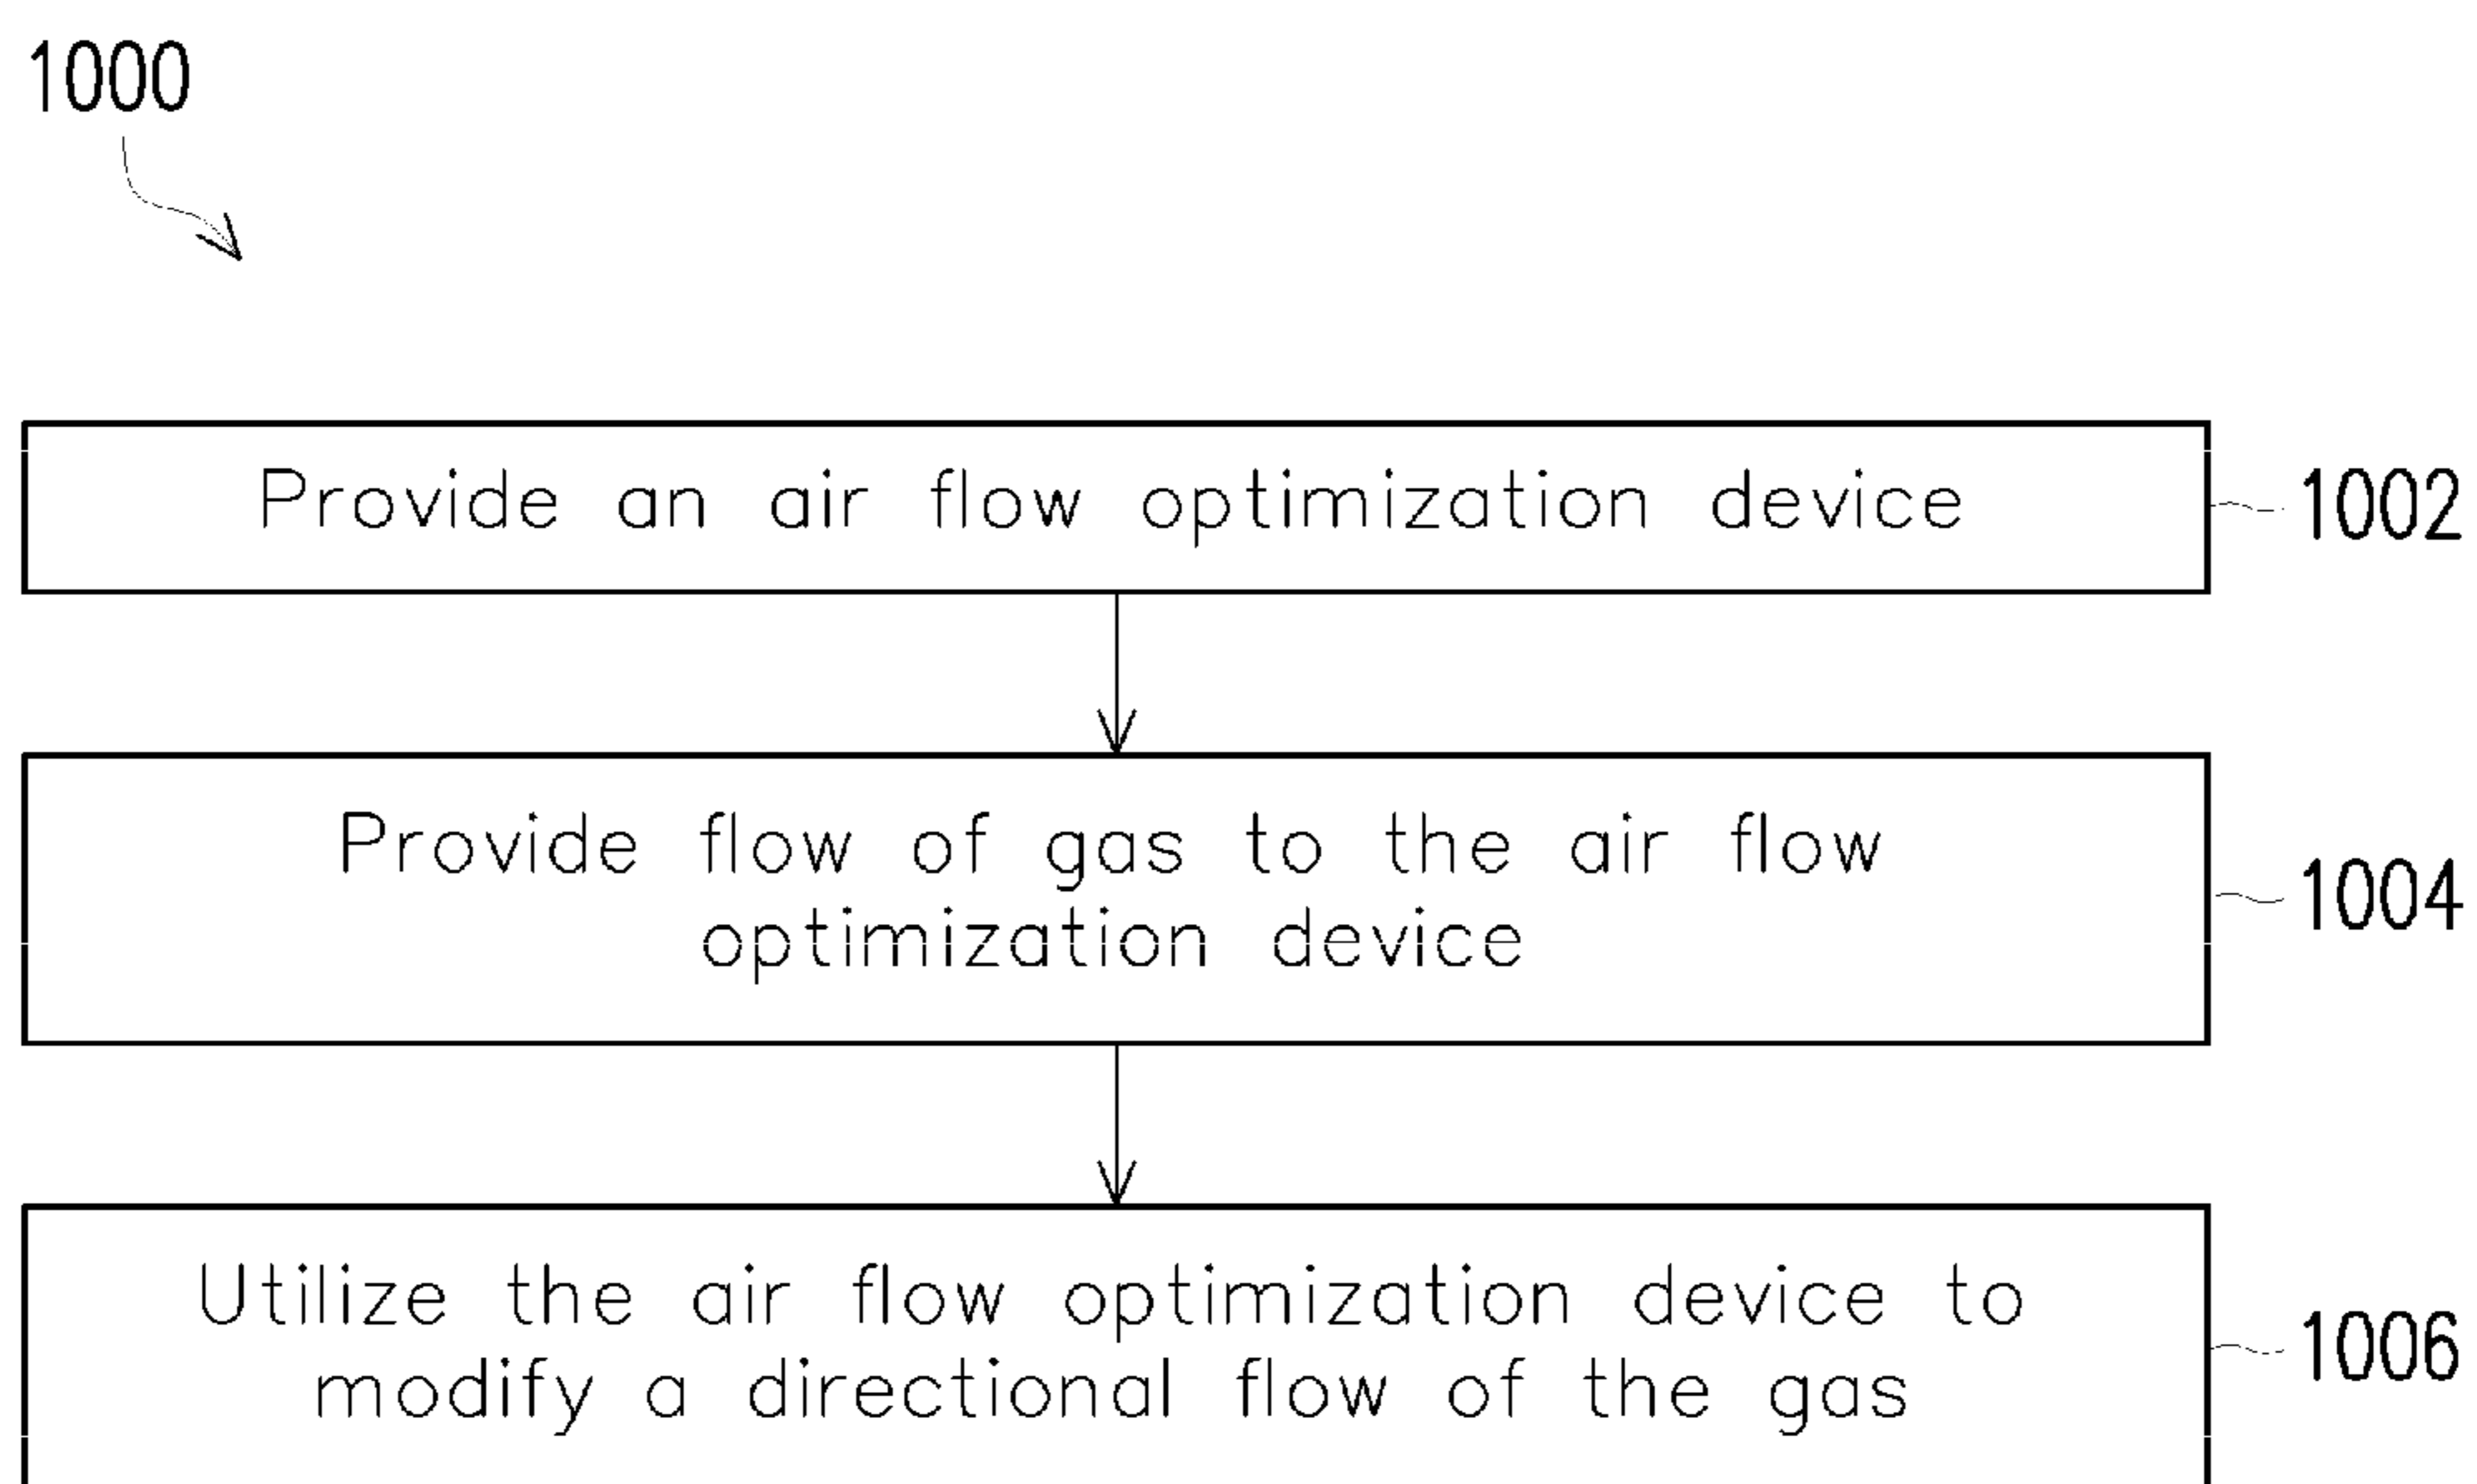 1000
Provide an air flow optimization device
1002
Provide flow of gas to the air flow
optimization device
1004
Utilize the air flow optimization device to
modify a directional flow of the gas
1006